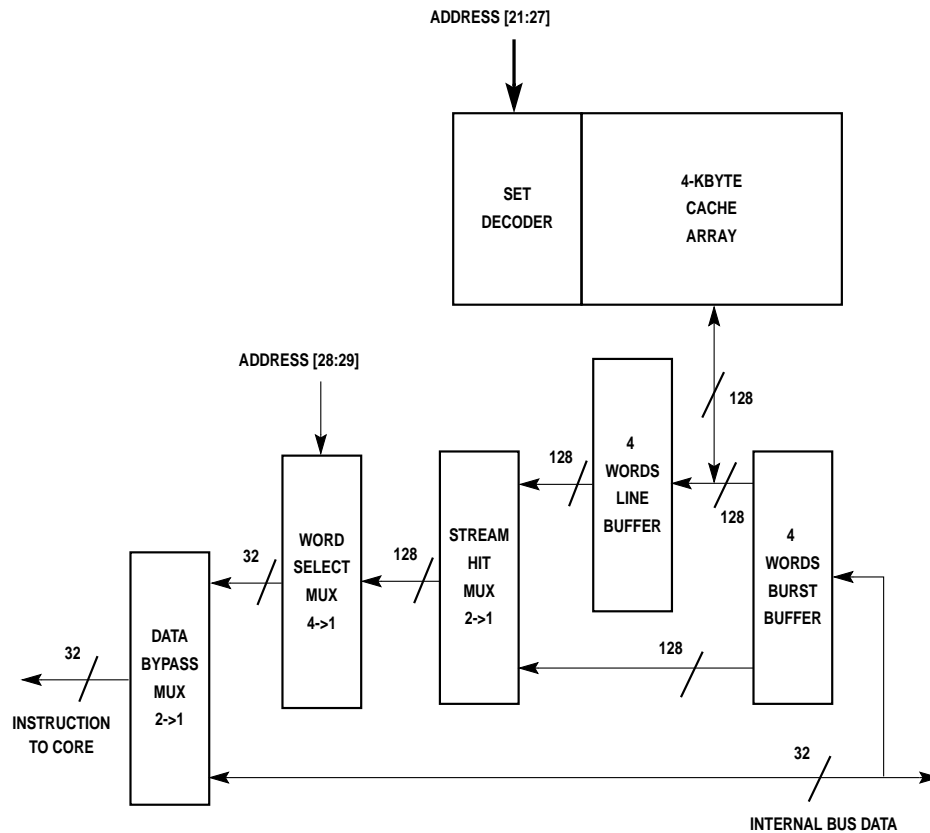 ADDRESS [21:27]
SET
DECODER
4-KBYTE
CACHE
ARRAY
128
ADDRESS [28:29]
4
WORDS
LINE
BUFFER
128
128
4
WORDS
BURST
BUFFER
STREAM
HIT
MUX
2->1
128
WORD
SELECT
MUX
4->1
32
128
DATA
BYPASS
MUX
2->1
32
INSTRUCTION
TO CORE
32
INTERNAL BUS DATA